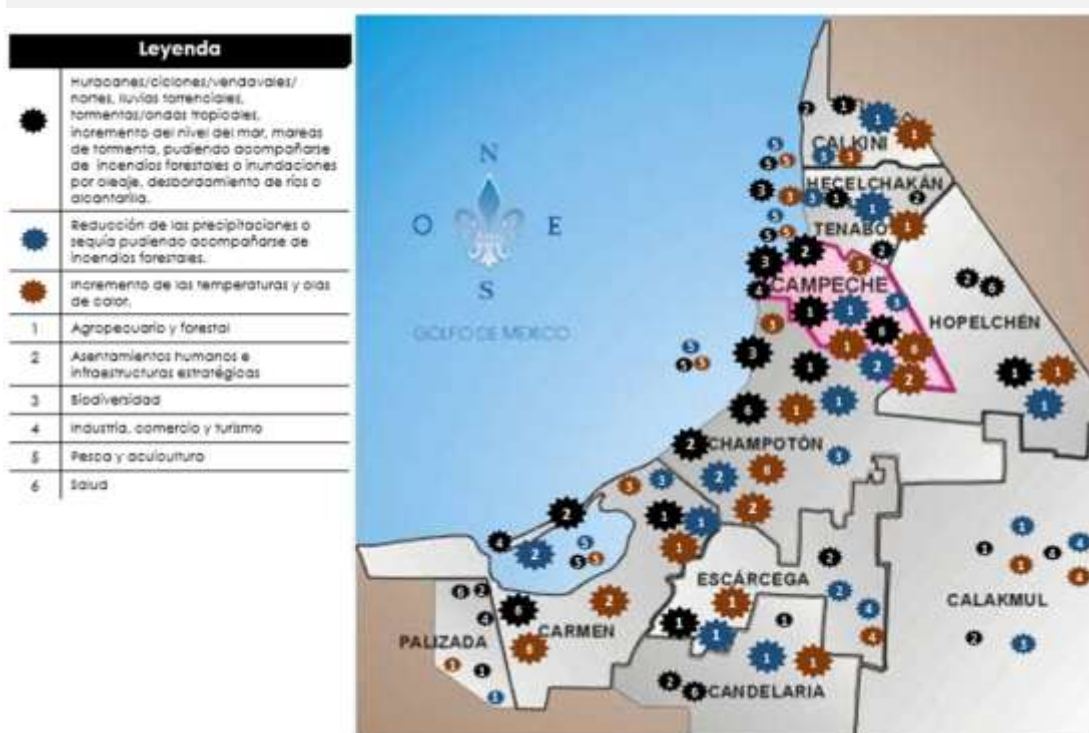 Leyenda
Huracanes/ciclones/vendavales/
nortes, lluvias torrenciales,
tormentas/ondas tropicales,
incremento del nivel del mar, mareas
de tormenta, pudiendo acompañarse
de incendios forestales o inundaciones
por oleaje, desbordamiento de ríos o
alcantarilla.
Reducción de las precipitaciones o
sequía pudiendo acompañarse de
incendios forestales.
Incremento de las temperaturas y olas
de calor.
1 Agropecuario y forestal
2 Asentamientos humanos e
infraestructuras estratégicas
3 Biodiversidad
4 Industria, comercio y turismo
5 Pesca y acuicultura
6 Salud
N
O E
S
GOLFO DE MEXICO
CALKINI
HECELCHAKÁN
TENABO
CAMPECHE
HOPELCHÉN
CHAMPOTÓN
ESCÁRCEGA
CALAKMUL
CARMEN
PALIZADA
CANDELARIA